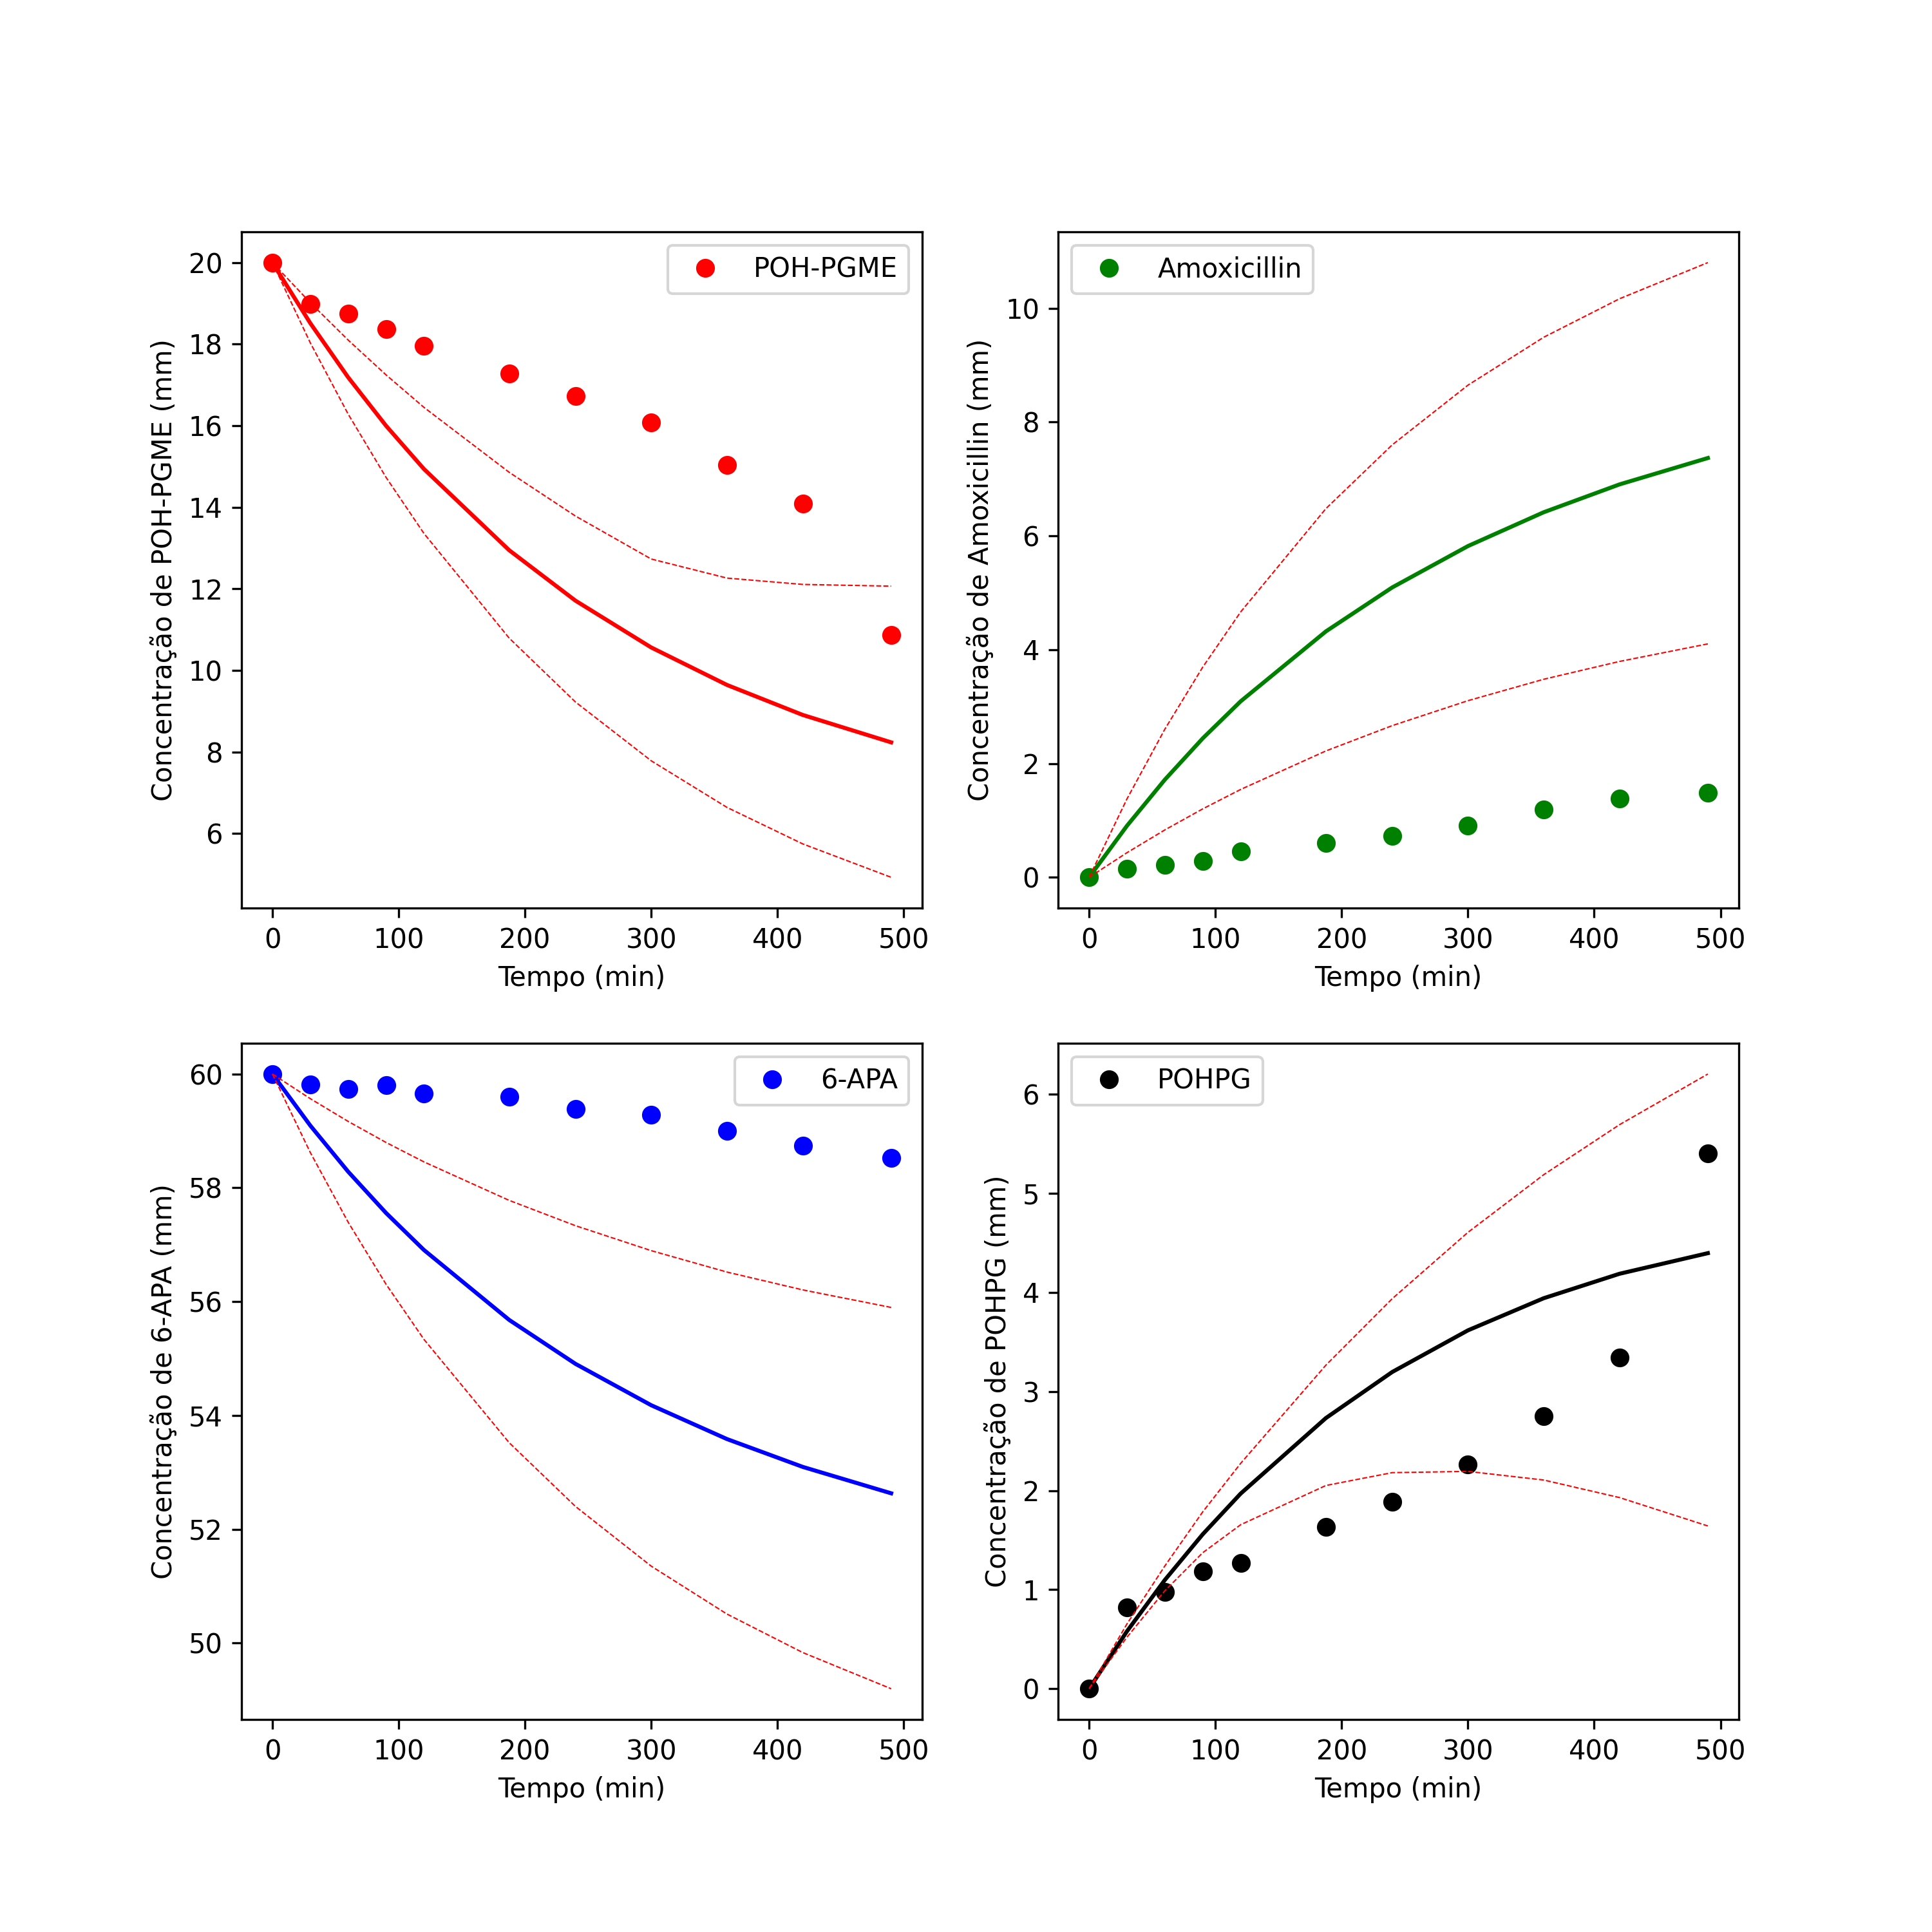 POH-PGME
Concentração de POH-PGME (mm)
20
18
16
14
12
10
8
6
0 100 200 300 400 500
Tempo (min)
Amoxicillin
Concentração de Amoxicillin (mm)
10
8
6
4
2
0
0 100 200 300 400 500
Tempo (min)
6-APA
Concentração de 6-APA (mm)
60
58
56
54
52
50
0 100 200 300 400 500
Tempo (min)
POHPG
Concentração de POHPG (mm)
6
5
4
3
2
1
0
0 100 200 300 400 500
Tempo (min)